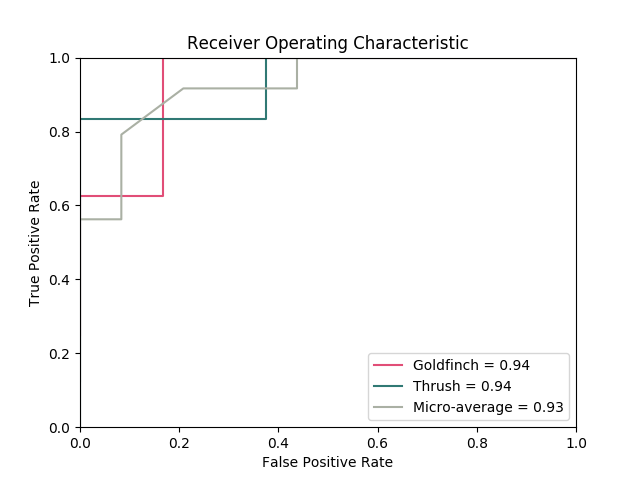 Receiver Operating Characteristic
True Positive Rate
1.0
0.8
0.6
0.4
0.2
0.0
Goldfinch = 0.94
Thrush = 0.94
Micro-average = 0.93
0.0 0.2 0.4 0.6 0.8 1.0
False Positive Rate